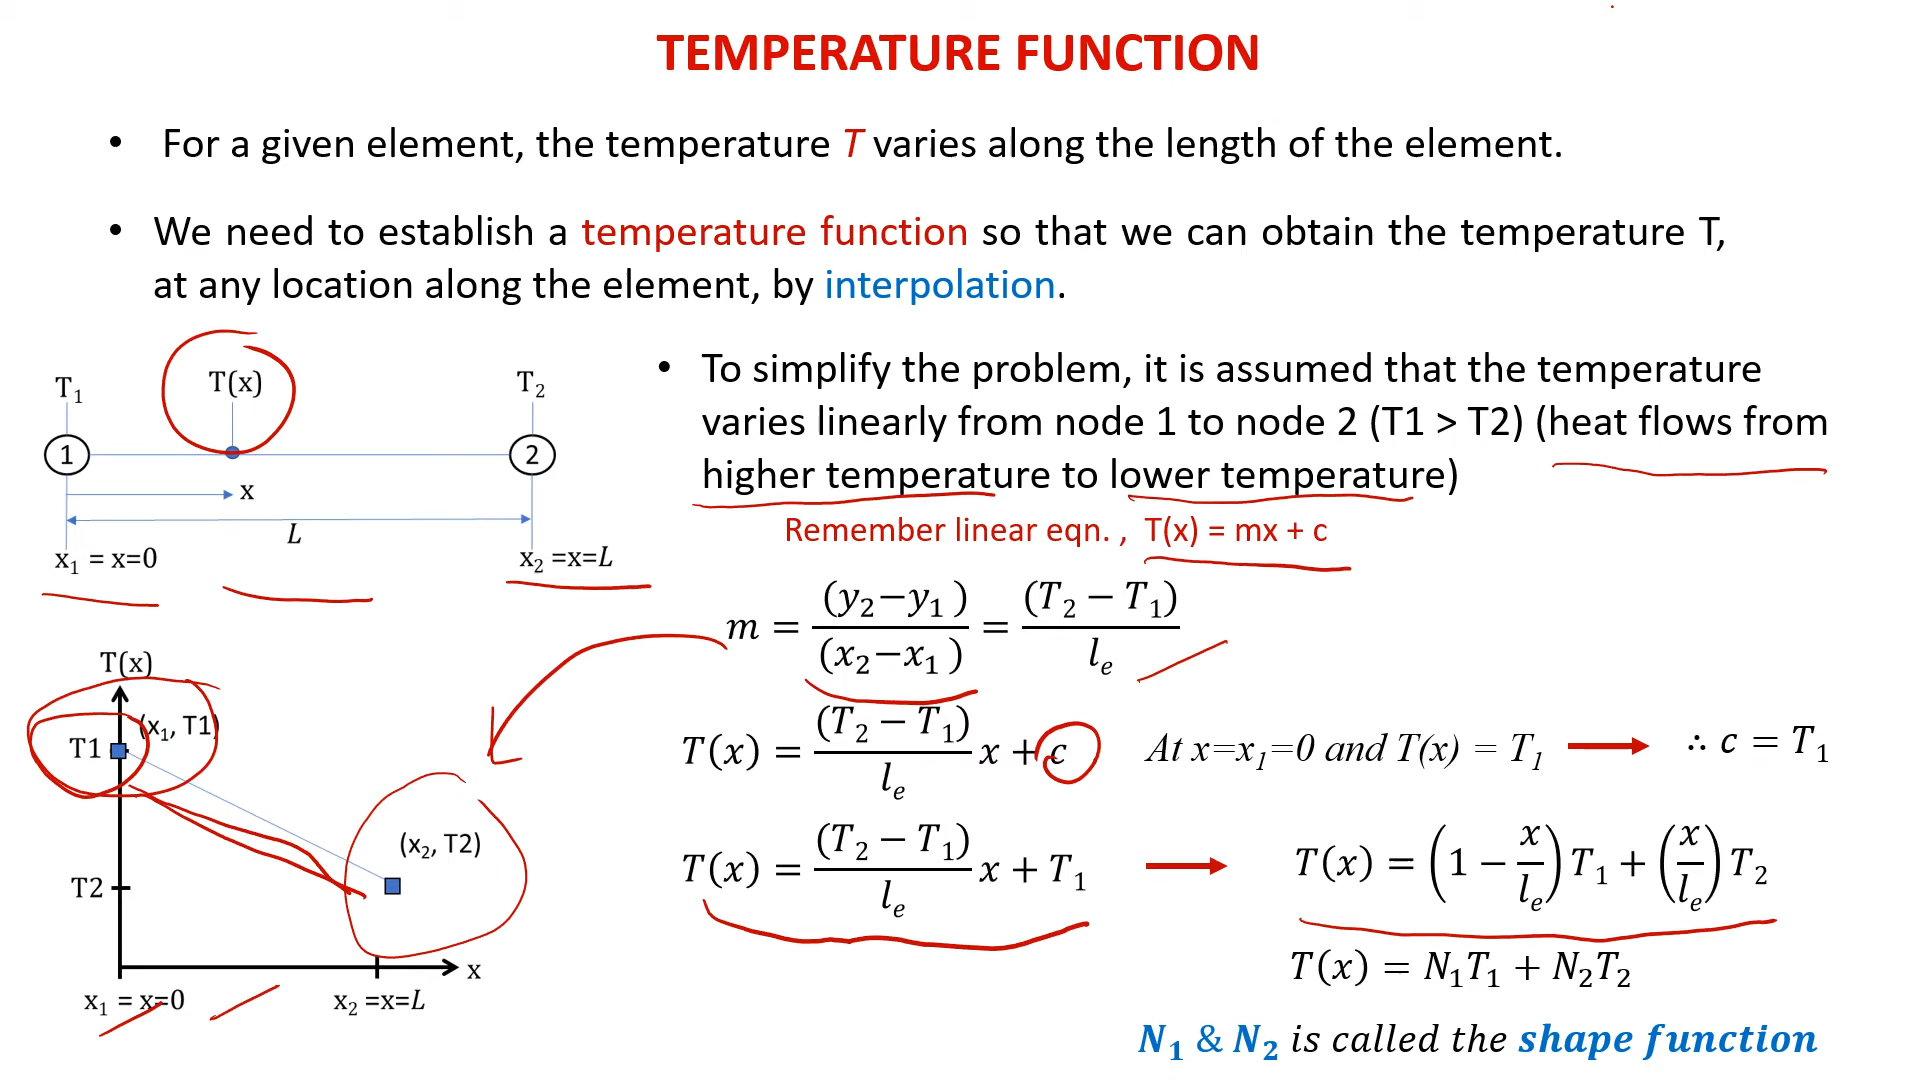 TEMPERATURE FUNCTION
• For a given element, the temperature T varies along the length of the element.
• We need to establish a temperature function so that we can obtain the temperature T,
at any location along the element, by interpolation.
T₁ T(x) T₂
1 2
x
L
x₁ = x=0 x₂ =x=L
• To simplify the problem, it is assumed that the temperature
varies linearly from node 1 to node 2 (T1 > T2) (heat flows from
higher temperature to lower temperature)
Remember linear eqn. , T(x) = mx + c
m = (y₂−y₁ )/(x₂−x₁ ) = (T₂ − T₁)/lₑ
T(x) = (T₂ − T₁)/lₑ x + c At x=x₁=0 and T(x) = T₁ ∴ c = T₁
T(x) = (T₂ − T₁)/lₑ x + T₁ T(x) = (1 − x/lₑ) T₁ + (x/lₑ) T₂
T(x) = N₁T₁ + N₂T₂
N₁ & N₂ is called the shape function
T(x)
(x₁, T1)
T1
(x₂, T2)
T2
x
x₁ = x=0 x₂ =x=L